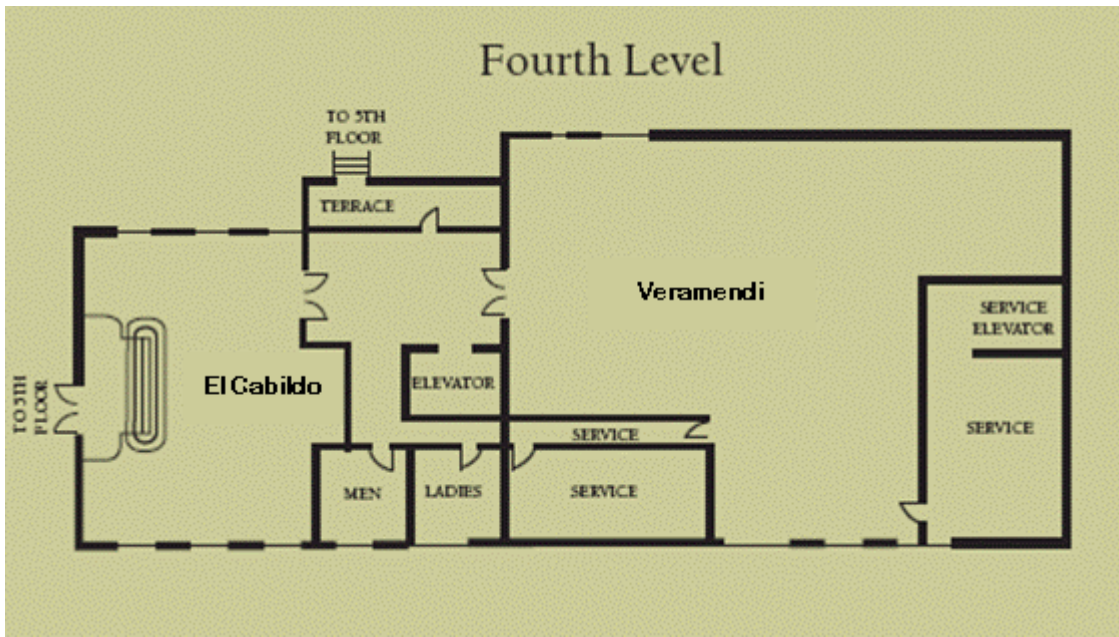 Fourth Level
TO 5TH
FLOOR
TERRACE
Veramendi
SERVICE
ELEVATOR
El Cabildo
ELEVATOR
TO 5TH
FLOOR
SERVICE
SERVICE
MEN
LADIES
SERVICE